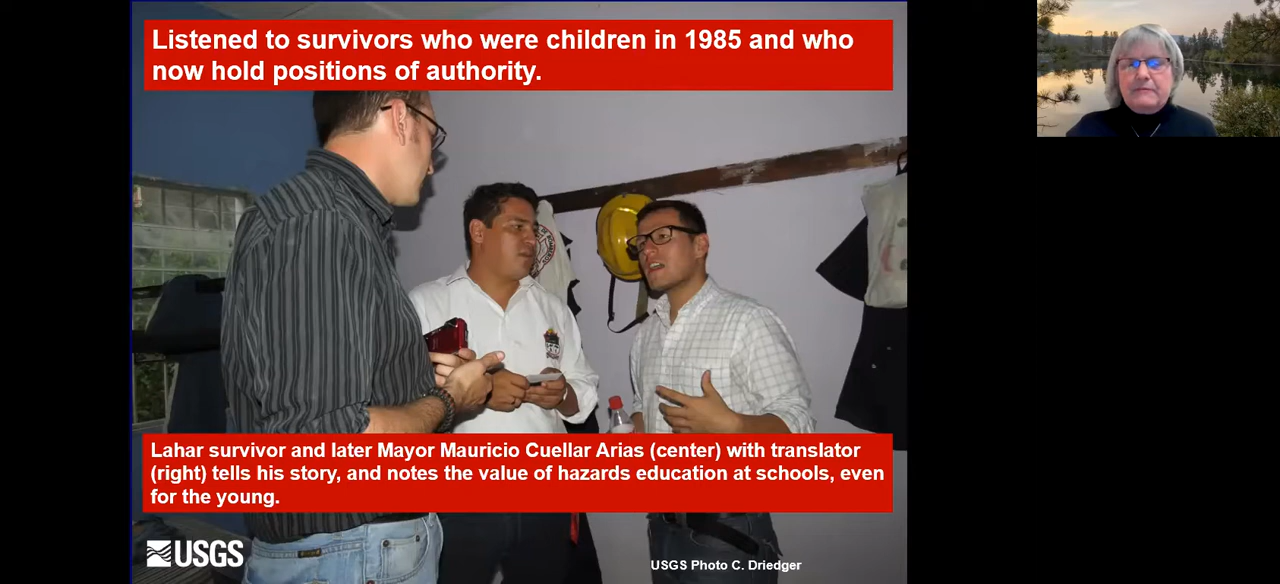 Listened to survivors who were children in 1985 and who
now hold positions of authority.
Lahar survivor and later Mayor Mauricio Cuellar Arias (center) with translator
(right) tells his story, and notes the value of hazards education at schools, even
for the young.
USGS
USGS Photo C. Driedger